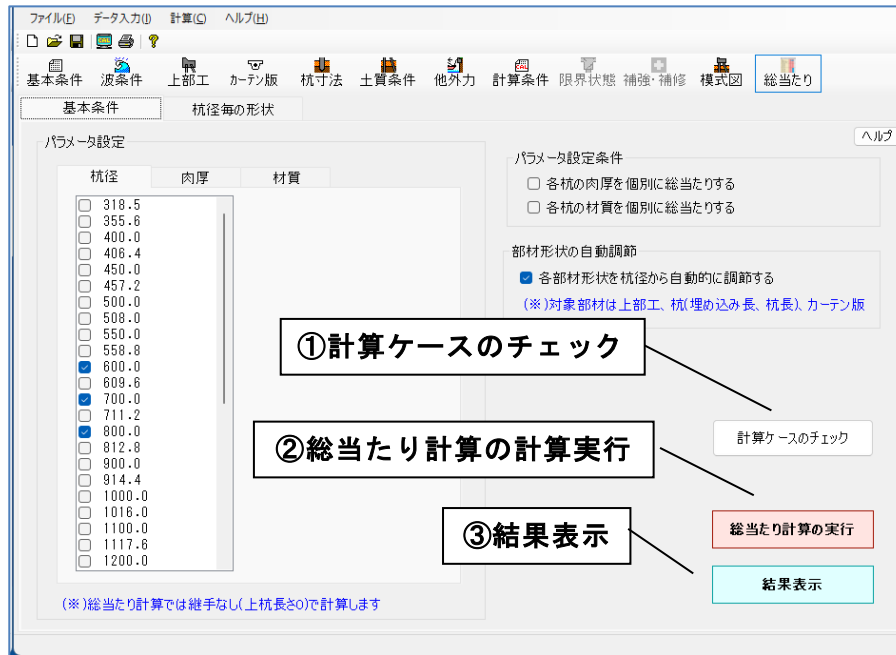 ファイル(F) データ入力(I) 計算(C) ヘルプ(H)
基本条件 波条件 上部工 カーテン版 杭寸法 土質条件 他外力 計算条件 限界状態 補強・補修 模式図 総当たり
基本条件 杭径毎の形状
ヘルプ
パラメータ設定
杭径 肉厚 材質
318.5
355.6
400.0
406.4
450.0
457.2
500.0
508.0
550.0
558.8
600.0
609.6
700.0
711.2
800.0
812.8
900.0
914.4
1000.0
1016.0
1100.0
1117.6
1200.0
(※)総当たり計算では継手なし(上杭長さ0)で計算します
パラメータ設定条件
各杭の肉厚を個別に総当たりする
各杭の材質を個別に総当たりする
部材形状の自動調節
各部材形状を杭径から自動的に調節する
(※)対象部材は上部工、杭(埋め込み長、杭長)、カーテン版
①計算ケースのチェック
計算ケースのチェック
②総当たり計算の計算実行
総当たり計算の実行
③結果表示
結果表示